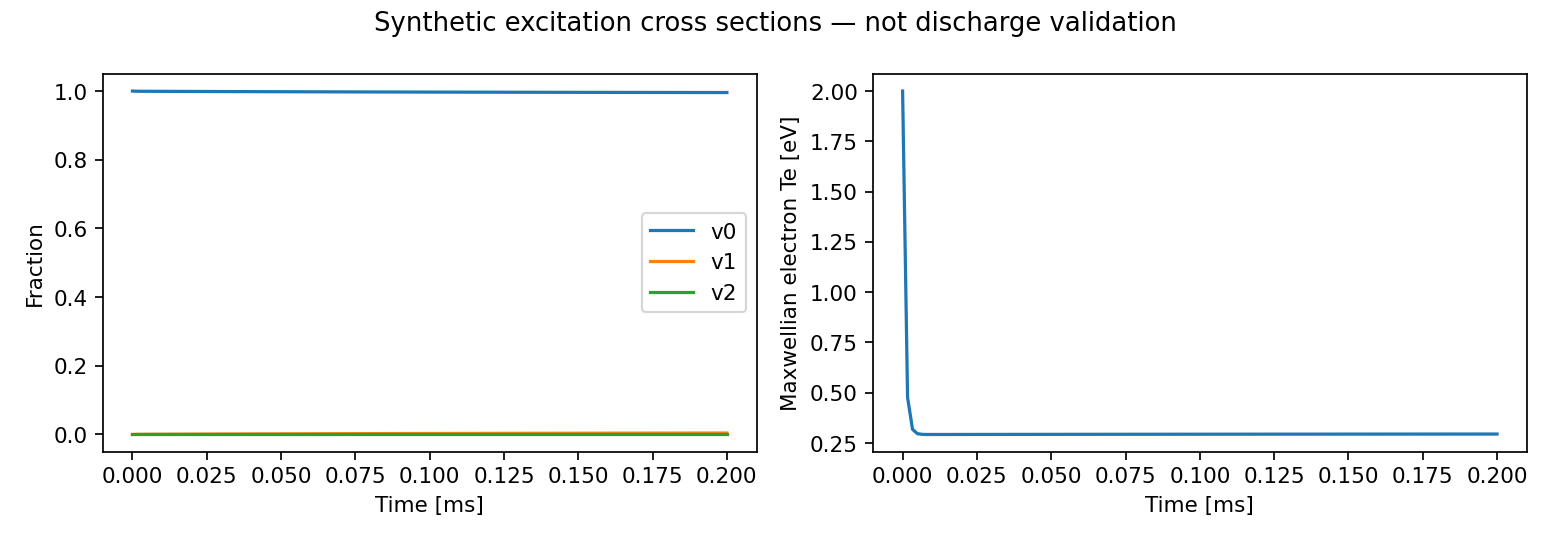 Synthetic excitation cross sections — not discharge validation
Fraction
1.0
0.8
0.6
0.4
0.2
0.0
v0
v1
v2
0.000 0.025 0.050 0.075 0.100 0.125 0.150 0.175 0.200
Time [ms]
Maxwellian electron Te [eV]
2.00
1.75
1.50
1.25
1.00
0.75
0.50
0.25
0.000 0.025 0.050 0.075 0.100 0.125 0.150 0.175 0.200
Time [ms]